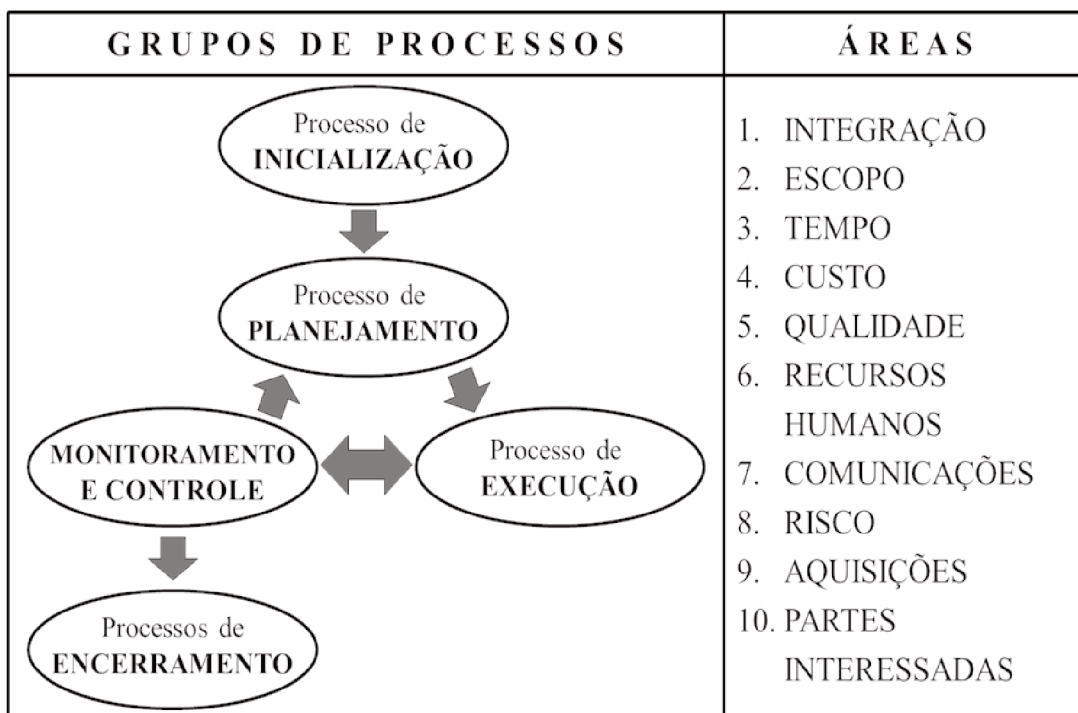 GRUPOS DE PROCESSOS
Processo de
INICIALIZAÇÃO
Processo de
PLANEJAMENTO
MONITORAMENTO
E CONTROLE
Processo de
EXECUÇÃO
Processos de
ENCERRAMENTO
ÁREAS
1. INTEGRAÇÃO
2. ESCOPO
3. TEMPO
4. CUSTO
5. QUALIDADE
6. RECURSOS
HUMANOS
7. COMUNICAÇÕES
8. RISCO
9. AQUISIÇÕES
10. PARTES
INTERESSADAS